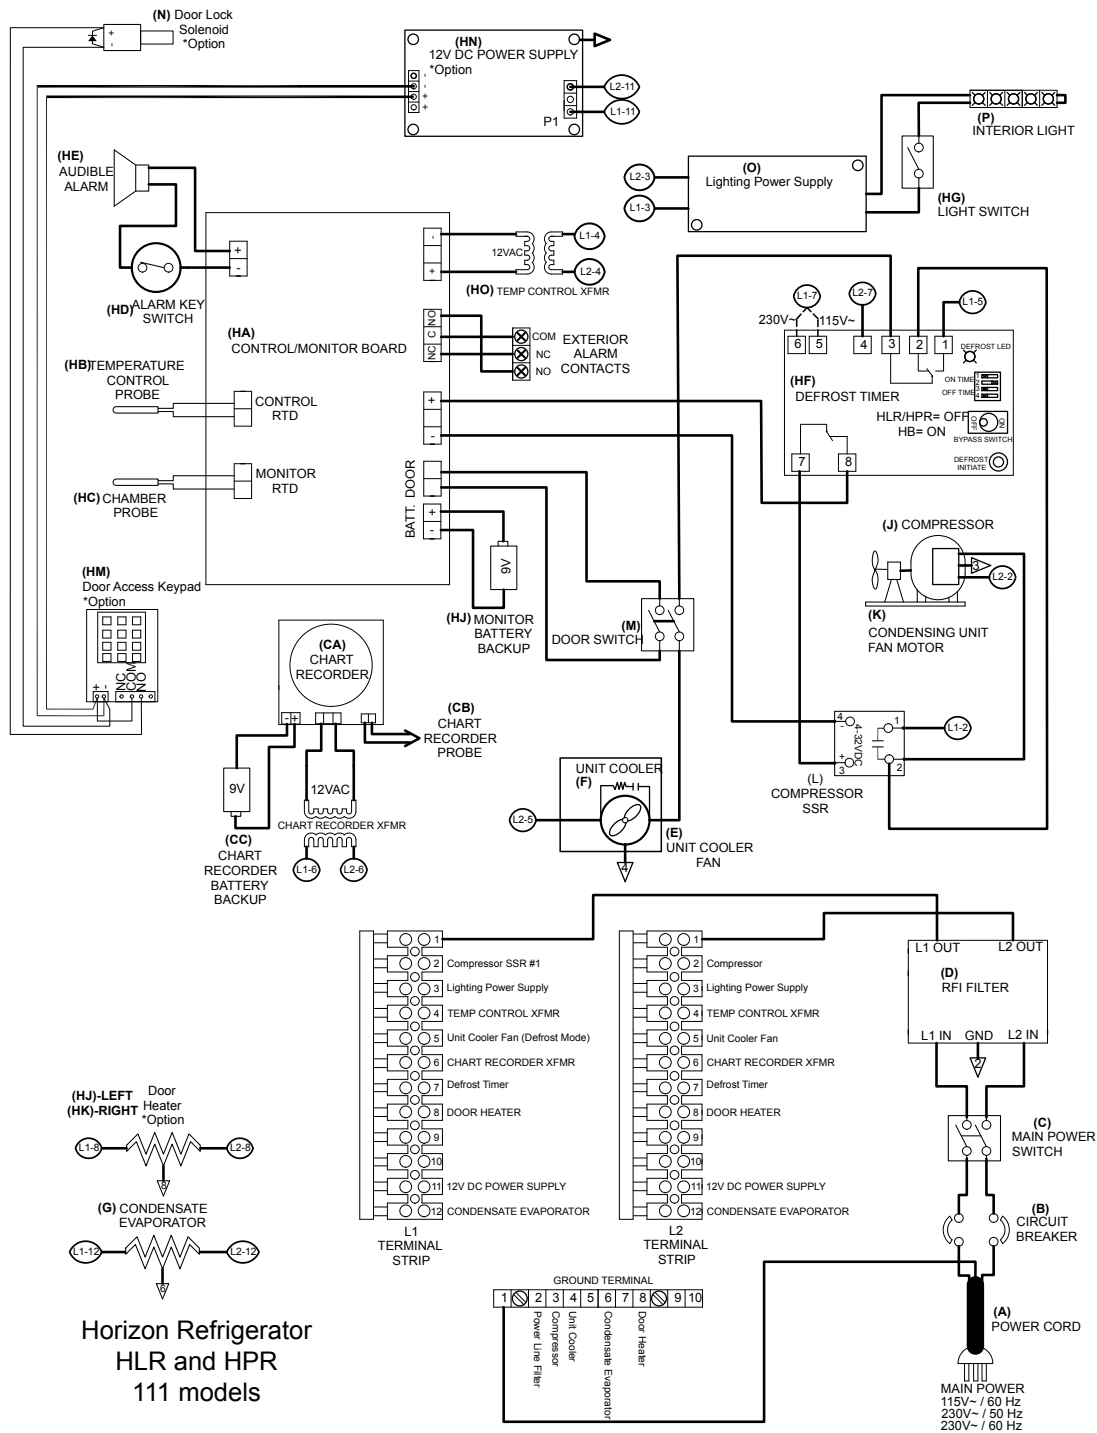 (N) Door Lock
Solenoid
*Option
+
-
(HN)
12V DC POWER SUPPLY
*Option
-
-
+
+
P1
L2-11
L1-11
(P)
INTERIOR LIGHT
(HE)
AUDIBLE
ALARM
(O)
Lighting Power Supply
L2-3
L1-3
(HG)
LIGHT SWITCH
+
-
(HD) ALARM KEY
SWITCH
-
+
12VAC
L1-4
L2-4
(HO) TEMP CONTROL XFMR
(HA)
CONTROL/MONITOR BOARD
NO
C
NC
COM
NC
NO
EXTERIOR
ALARM
CONTACTS
L1-7
L2-7
L1-5
230V~
115V~
6
5
4
3
2
1
DEFROST LED
(HF)
DEFROST TIMER
ON TIME
OFF TIME
1
2
3
4
HLR/HPR= OFF
HB= ON
OFF
ON
BYPASS SWITCH
DEFROST
INITIATE
7
8
(HB) TEMPERATURE
CONTROL
PROBE
CONTROL
RTD
+
-
MONITOR
RTD
(HC) CHAMBER
PROBE
DOOR
BATT.
+
-
9V
(HJ) MONITOR
BATTERY
BACKUP
(J) COMPRESSOR
3
L2-2
(K)
CONDENSING UNIT
FAN MOTOR
(HM)
Door Access Keypad
*Option
+
-
NC
COM
NO
(M)
DOOR SWITCH
(CA)
CHART
RECORDER
-
+
(CB)
CHART
RECORDER
PROBE
4
-
+
3
4-32VDC
1
2
L1-2
(L)
COMPRESSOR
SSR
9V
12VAC
CHART RECORDER XFMR
L1-6
L2-6
(CC)
CHART
RECORDER
BATTERY
BACKUP
UNIT COOLER
(F)
L2-5
(E)
UNIT COOLER
FAN
4
1
2 Compressor SSR #1
3 Lighting Power Supply
4 TEMP CONTROL XFMR
5 Unit Cooler Fan (Defrost Mode)
6 CHART RECORDER XFMR
7 Defrost Timer
8 DOOR HEATER
9
10
11 12V DC POWER SUPPLY
12 CONDENSATE EVAPORATOR
L1
TERMINAL
STRIP
1
2 Compressor
3 Lighting Power Supply
4 TEMP CONTROL XFMR
5 Unit Cooler Fan
6 CHART RECORDER XFMR
7 Defrost Timer
8 DOOR HEATER
9
10
11 12V DC POWER SUPPLY
12 CONDENSATE EVAPORATOR
L2
TERMINAL
STRIP
L1 OUT
L2 OUT
(D)
RFI FILTER
L1 IN
GND
L2 IN
2
(C)
MAIN POWER
SWITCH
(B)
CIRCUIT
BREAKER
(A)
POWER CORD
MAIN POWER
115V~ / 60 Hz
230V~ / 50 Hz
230V~ / 60 Hz
(HJ)-LEFT
(HK)-RIGHT
Door
Heater
*Option
L1-8
L2-8
8
(G) CONDENSATE
EVAPORATOR
L1-12
L2-12
6
GROUND TERMINAL
1 2 3 4 5 6 7 8 9 10
Power Line Filter
Compressor
Unit Cooler
Condensate Evaporator
Door Heater
Horizon Refrigerator
HLR and HPR
111 models